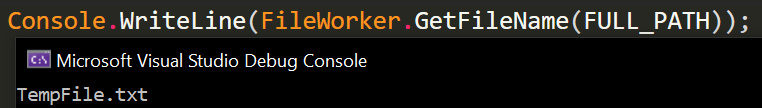 Console.WriteLine(FileWorker.GetFileName(FULL_PATH));
C:\ Microsoft Visual Studio Debug Console
TempFile.txt